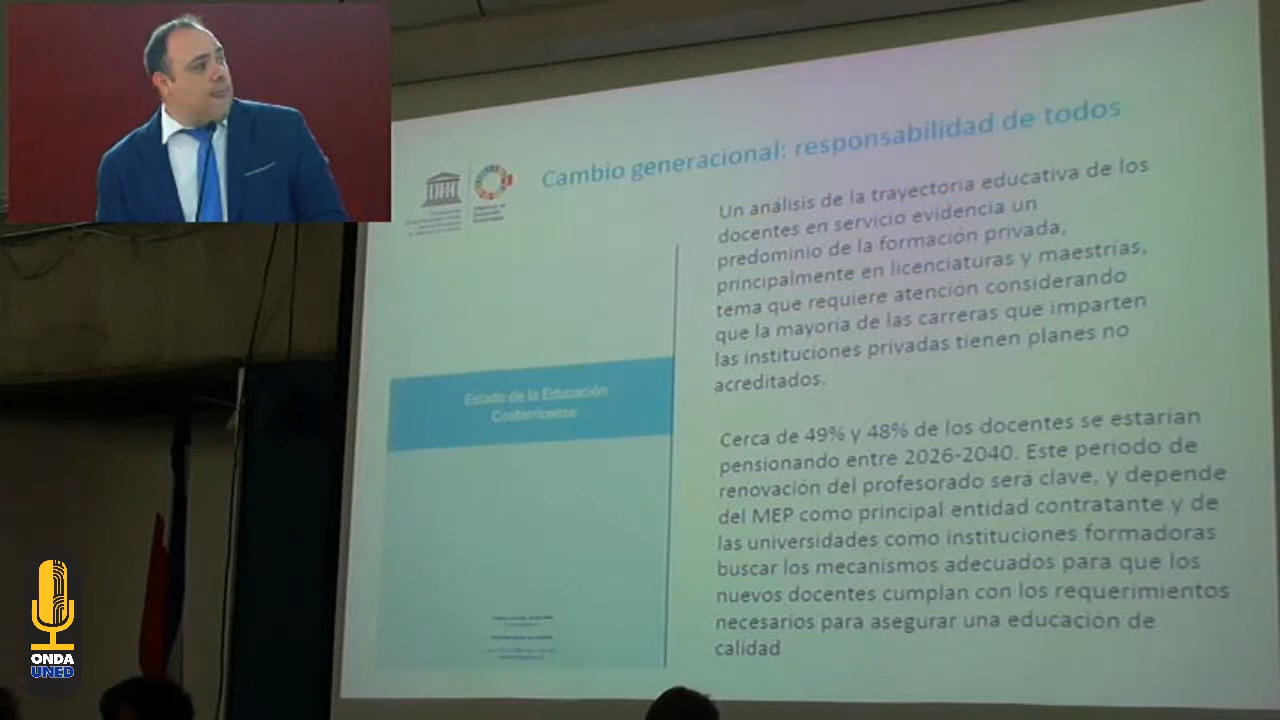 Cambio generacional: responsabilidad de todos
Un análisis de la trayectoria educativa de los
docentes en servicio evidencia un
predominio de la formación privada,
principalmente en licenciaturas y maestrías,
tema que requiere atención considerando
que la mayoría de las carreras que imparten
las instituciones privadas tienen planes no
acreditados.
Cerca de 49% y 48% de los docentes se estarían
pensionando entre 2026-2040. Este periodo de
renovación del profesorado será clave, y depende
del MEP como principal entidad contratante y de
las universidades como instituciones formadoras
buscar los mecanismos adecuados para que los
nuevos docentes cumplan con los requerimientos
necesarios para asegurar una educación de
calidad
Estado de la Educación
Costarricense
ONDA
UNED